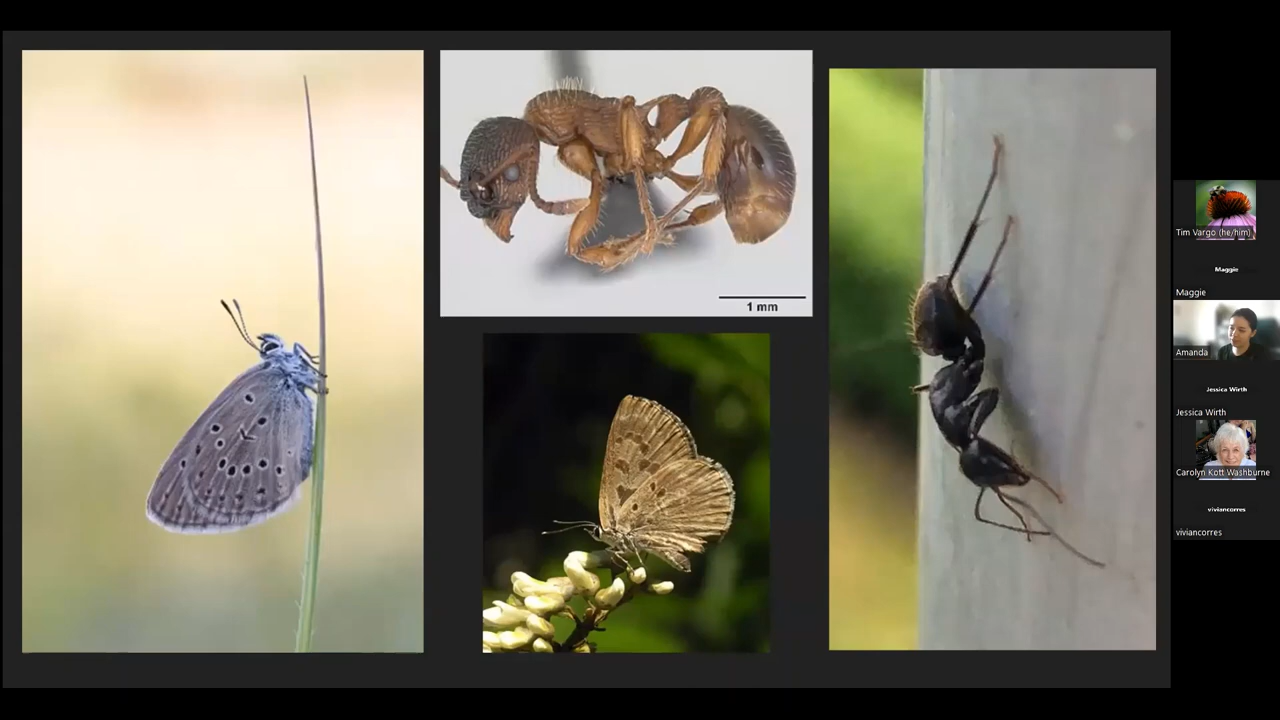 1 mm
Tim Vargo (he/him)
Maggie
Maggie
Amanda
Jessica Wirth
Jessica Wirth
Carolyn Kott Washburne
viviancorres
viviancorres